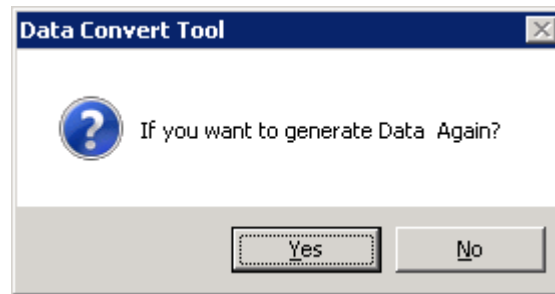 Data Convert Tool
If you want to generate Data  Again?
Yes
No